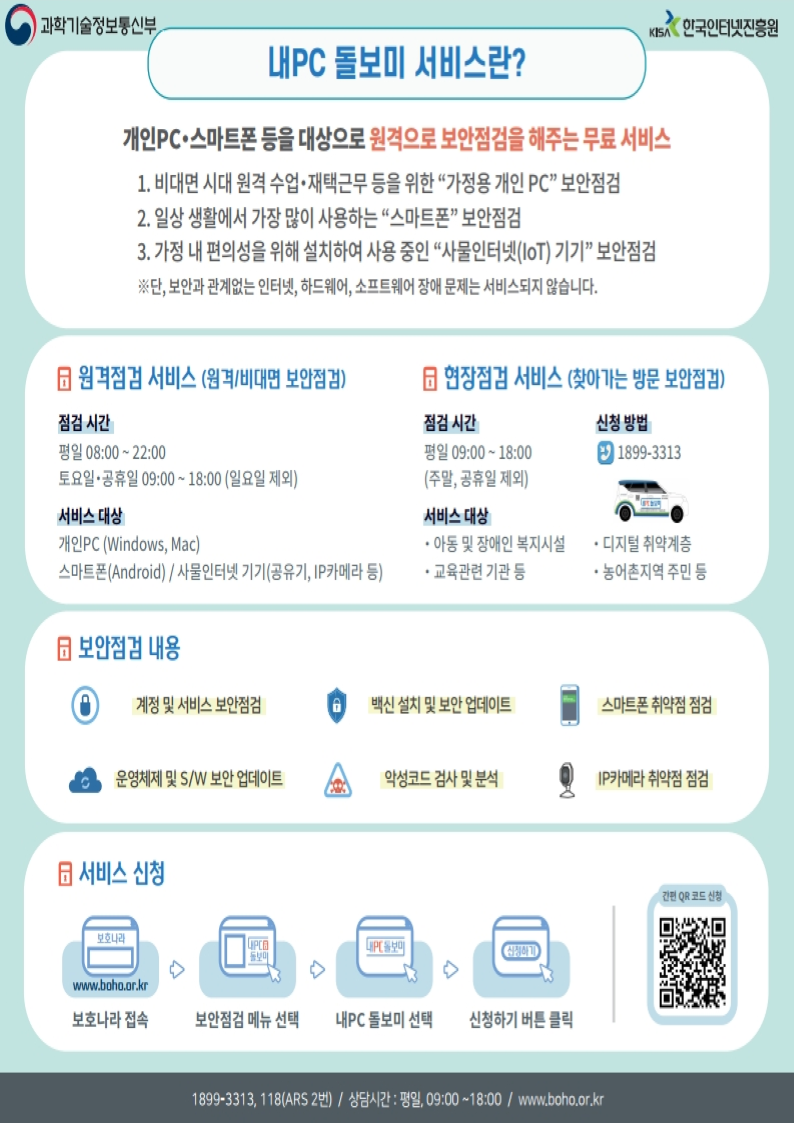 과학기술정보통신부
KISA 한국인터넷진흥원
내PC 돌보미 서비스란?
개인PC·스마트폰 등을 대상으로 원격으로 보안점검을 해주는 무료 서비스
1. 비대면 시대 원격 수업·재택근무 등을 위한 “가정용 개인 PC” 보안점검
2. 일상 생활에서 가장 많이 사용하는 “스마트폰” 보안점검
3. 가정 내 편의성을 위해 설치하여 사용 중인 “사물인터넷(IoT) 기기” 보안점검
※단, 보안과 관계없는 인터넷, 하드웨어, 소프트웨어 장애 문제는 서비스되지 않습니다.
원격점검 서비스 (원격/비대면 보안점검)
점검 시간
평일 08:00 ~ 22:00
토요일·공휴일 09:00 ~ 18:00 (일요일 제외)
서비스 대상
개인PC (Windows, Mac)
스마트폰(Android) / 사물인터넷 기기(공유기, IP카메라 등)
현장점검 서비스 (찾아가는 방문 보안점검)
점검 시간
평일 09:00 ~ 18:00
(주말, 공휴일 제외)
신청 방법
1899-3313
서비스 대상
· 아동 및 장애인 복지시설
· 디지털 취약계층
· 교육관련 기관 등
· 농어촌지역 주민 등
보안점검 내용
계정 및 서비스 보안점검
백신 설치 및 보안 업데이트
스마트폰 취약점 점검
운영체제 및 S/W 보안 업데이트
악성코드 검사 및 분석
IP카메라 취약점 점검
서비스 신청
보호나라
www.boho.or.kr
보호나라 접속
내PC
돌보미
보안점검 메뉴 선택
내PC돌보미
내PC 돌보미 선택
신청하기
신청하기 버튼 클릭
간편 QR 코드 신청
1899-3313, 118(ARS 2번) / 상담시간 : 평일, 09:00 ~18:00 / www.boho.or.kr